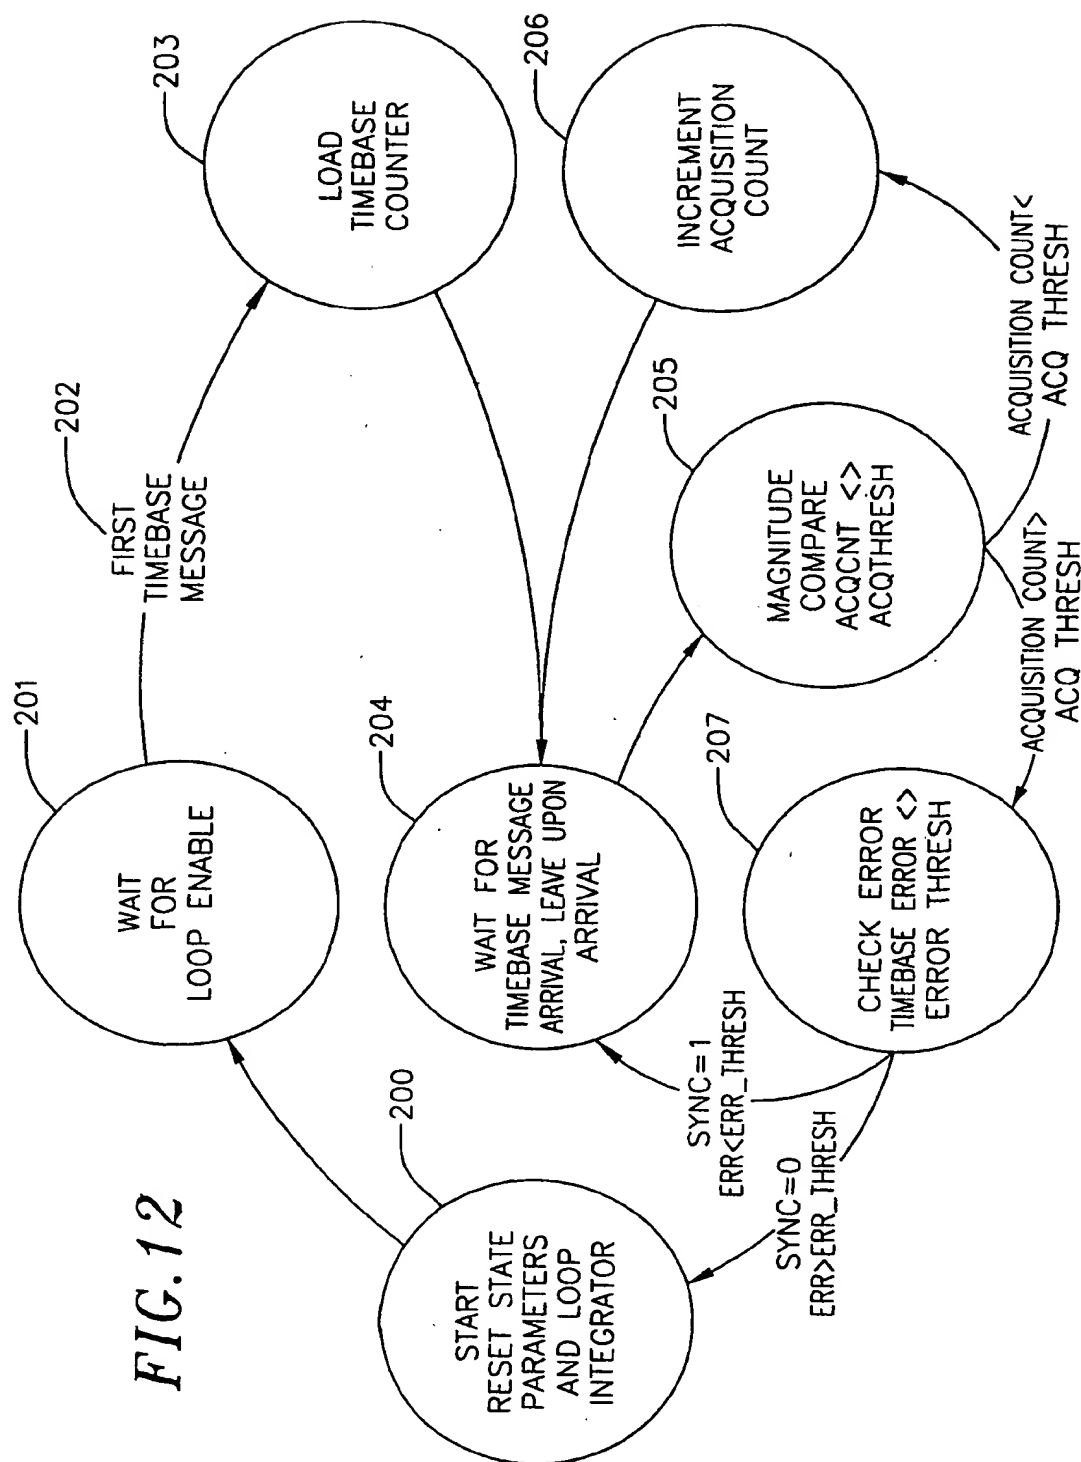 FIG.12
START
RESET STATE
PARAMETERS
AND LOOP
INTEGRATOR
200
WAIT
FOR
LOOP ENABLE
201
FIRST
TIMEBASE
MESSAGE
202
LOAD
TIMEBASE
COUNTER
203
WAIT FOR
TIMEBASE MESSAGE
ARRIVAL, LEAVE UPON
ARRIVAL
204
MAGNITUDE
COMPARE
ACQCNT <>
ACQTHRESH
205
INCREMENT
ACQUISITION
COUNT
206
ACQUISITION COUNT<
ACQ THRESH
ACQUISITION COUNT>
ACQ THRESH
CHECK ERROR
TIMEBASE ERROR <>
ERROR THRESH
207
SYNC=1
ERR<ERR_THRESH
SYNC=0
ERR>ERR_THRESH